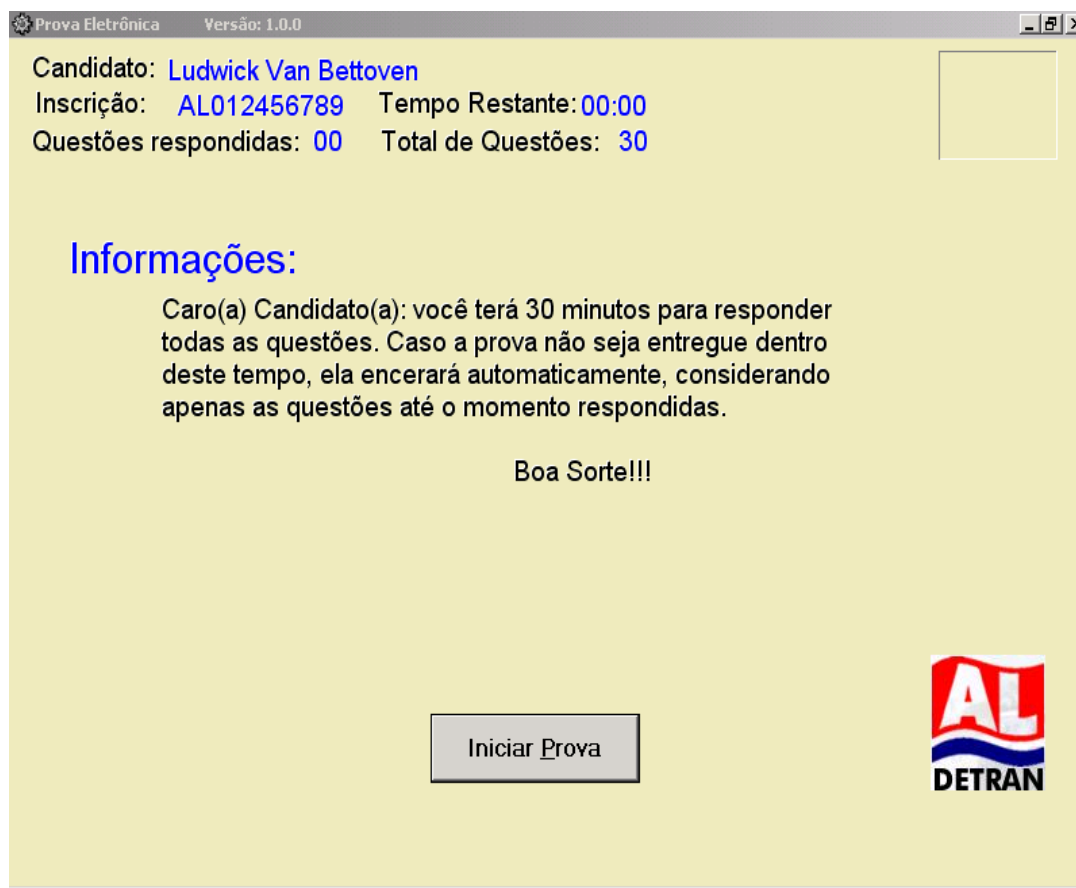 Prova Eletrônica Versão: 1.0.0
Candidato: Ludwick Van Bettoven
Inscrição: AL012456789 Tempo Restante: 00:00
Questões respondidas: 00 Total de Questões: 30
Informações:
Caro(a) Candidato(a): você terá 30 minutos para responder
todas as questões. Caso a prova não seja entregue dentro
deste tempo, ela encerará automaticamente, considerando
apenas as questões até o momento respondidas.
Boa Sorte!!!
Iniciar Prova
AL
DETRAN